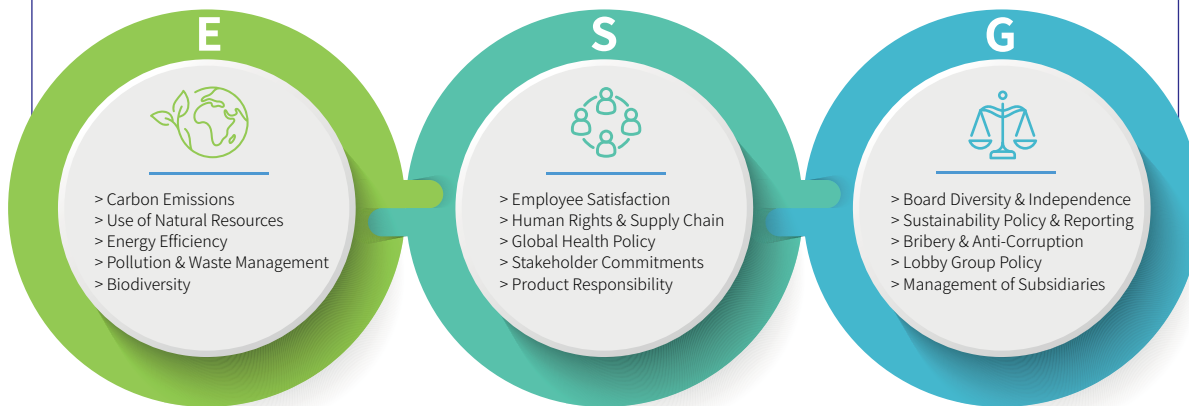 E
> Carbon Emissions
> Use of Natural Resources
> Energy Efficiency
> Pollution & Waste Management
> Biodiversity
S
> Employee Satisfaction
> Human Rights & Supply Chain
> Global Health Policy
> Stakeholder Commitments
> Product Responsibility
G
> Board Diversity & Independence
> Sustainability Policy & Reporting
> Bribery & Anti-Corruption
> Lobby Group Policy
> Management of Subsidiaries